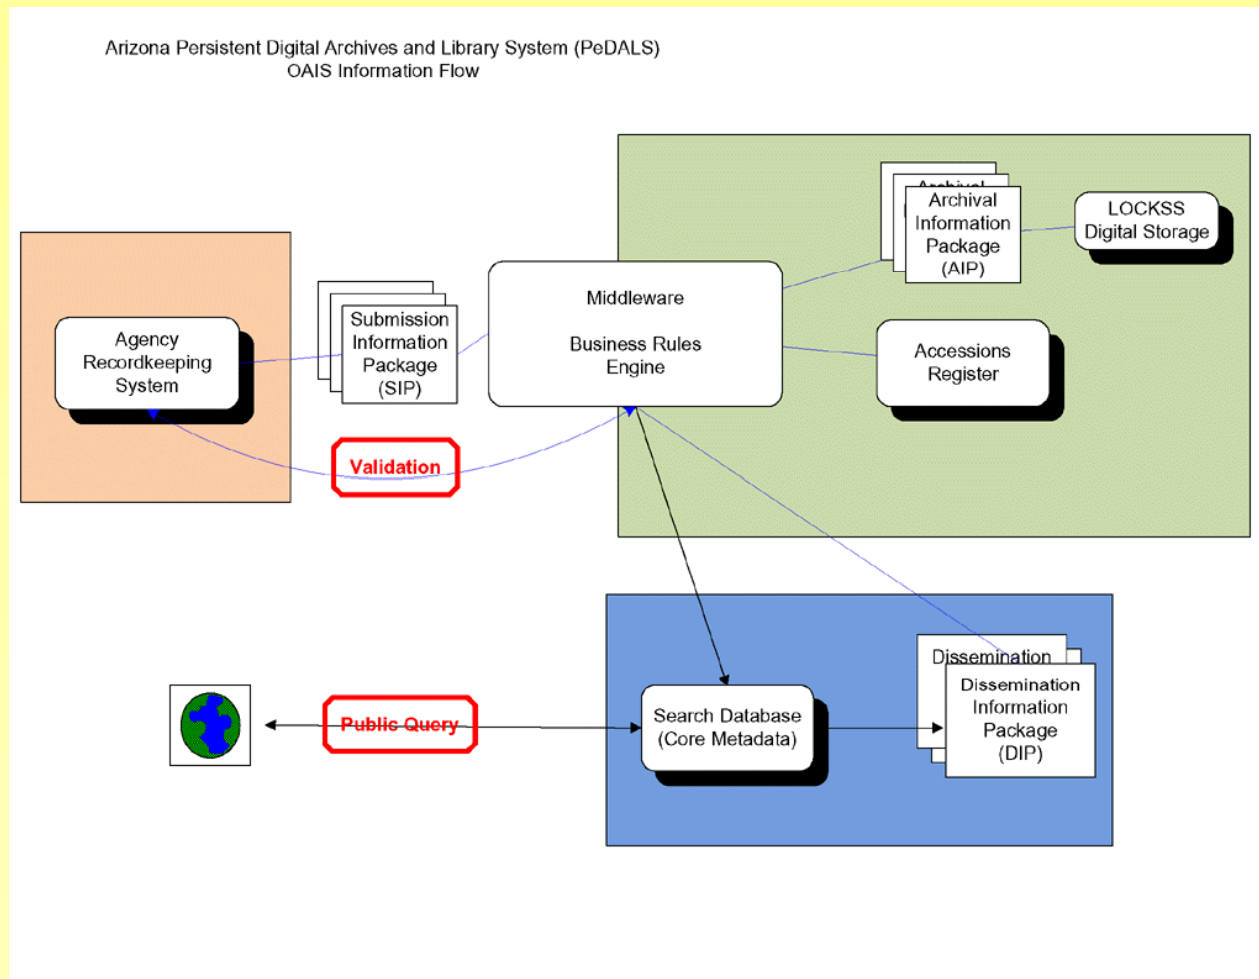 Arizona Persistent Digital Archives and Library System (PeDALS)
OAIS Information Flow
Archival
Archival
Information
Package
(AIP)
LOCKSS
Digital Storage
Submission
Information
Package
(SIP)
Middleware
Business Rules
Engine
Agency
Recordkeeping
System
Accessions
Register
Validation
Dissemination
Dissemination
Information
Package
(DIP)
Public Query
Search Database
(Core Metadata)